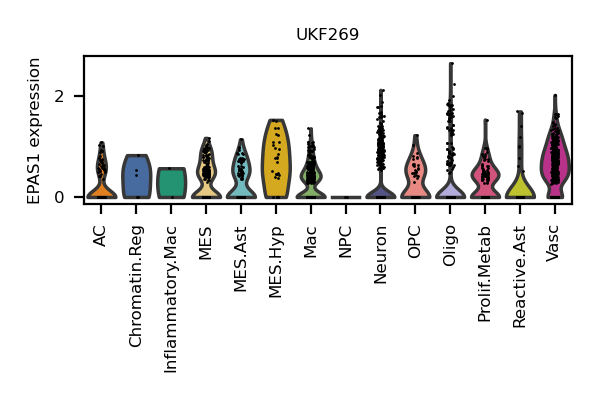 UKF269
EPAS1 expression
2
0
AC
Chromatin.Reg
Inflammatory.Mac
MES
MES.Ast
MES.Hyp
Mac
NPC
Neuron
OPC
Oligo
Prolif.Metab
Reactive.Ast
Vasc